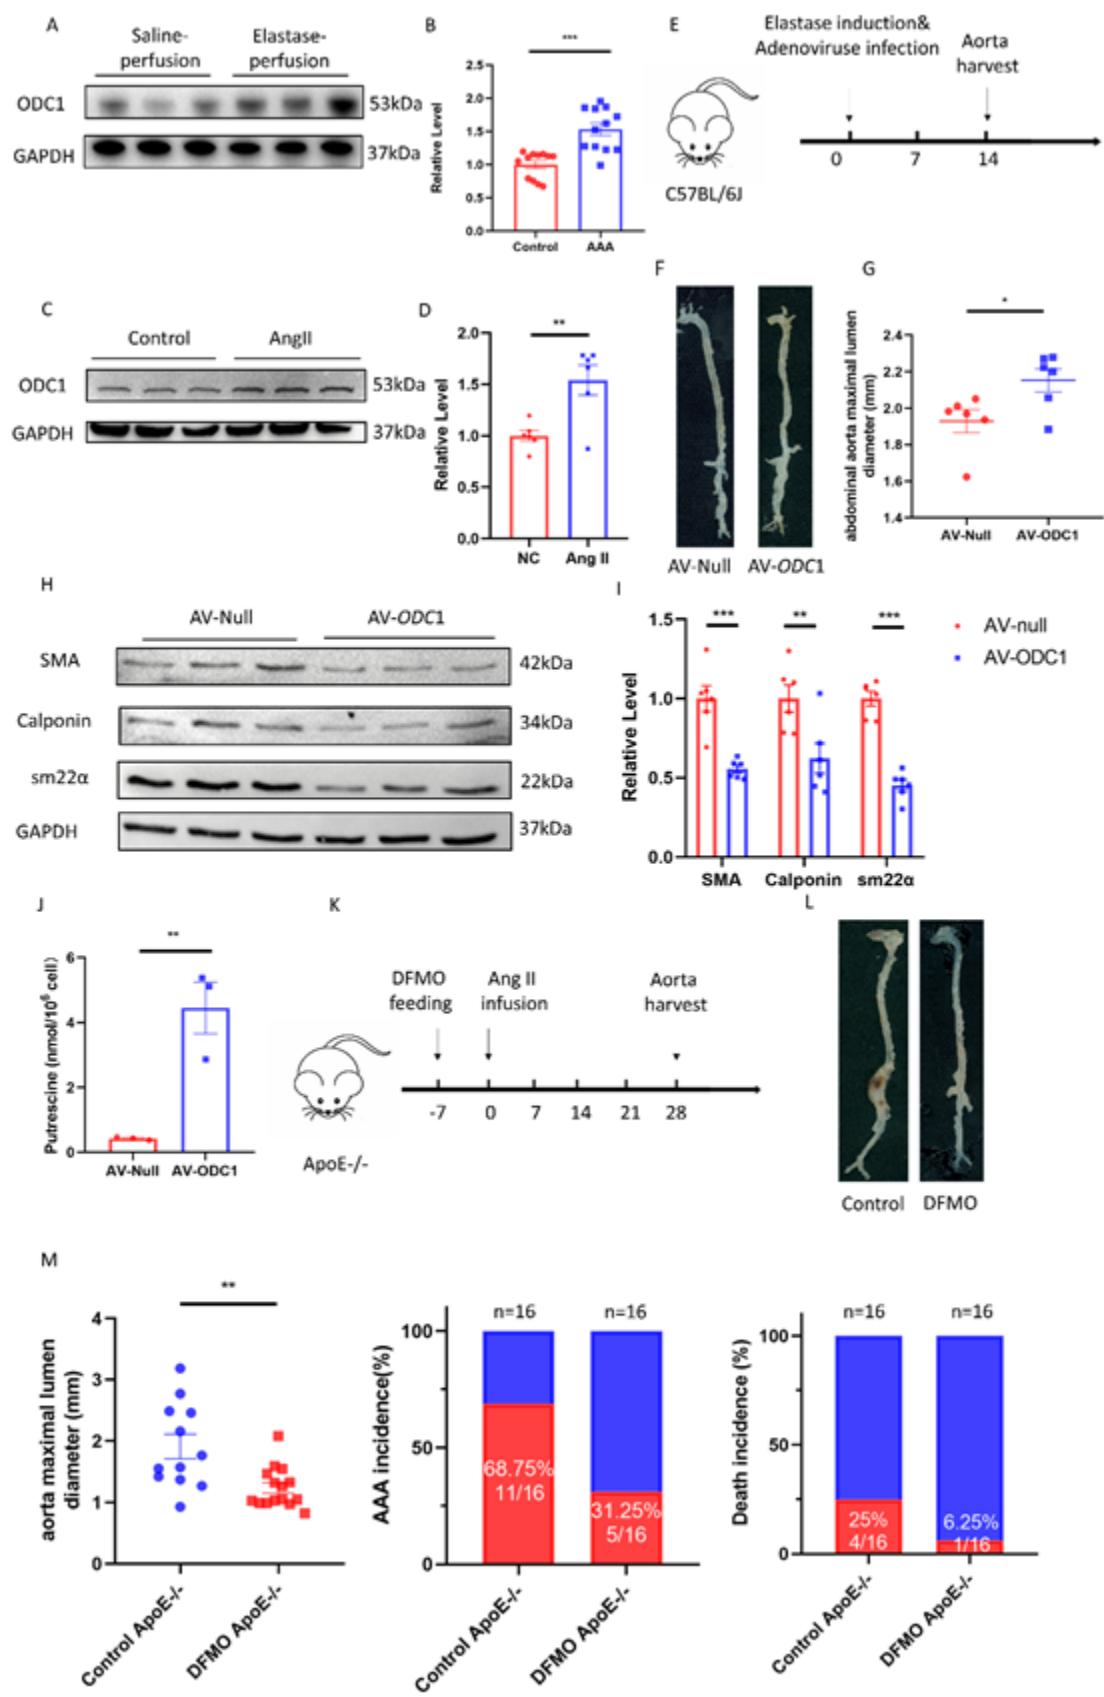 A
Saline-
perfusion
Elastase-
perfusion
ODC1
53kDa
GAPDH
37kDa
B
***
2.5
2.0
1.5
1.0
0.5
0.0
Relative Level
Control
AAA
E
Elastase induction&
Adenoviruse infection
Aorta
harvest
0
7
14
C57BL/6J
C
Control
AngII
ODC1
53kDa
GAPDH
37kDa
D
**
2.0
1.5
1.0
0.5
0.0
Relative Level
NC
Ang II
F
AV-Null
AV-ODC1
G
*
2.4
2.2
2.0
1.8
1.6
1.4
abdominal aorta maximal lumen
diameter (mm)
AV-Null
AV-ODC1
H
AV-Null
AV-ODC1
SMA
42kDa
Calponin
34kDa
sm22α
22kDa
GAPDH
37kDa
I
***
**
***
AV-null
AV-ODC1
1.5
1.0
0.5
0.0
Relative Level
SMA
Calponin
sm22α
J
**
6
4
2
0
Putrescine (nmol/10⁶ cell)
AV-Null
AV-ODC1
K
DFMO
feeding
Ang II
infusion
Aorta
harvest
-7
0
7
14
21
28
ApoE-/-
L
Control
DFMO
M
**
4
3
2
1
0
aorta maximal lumen
diameter (mm)
Control ApoE-/-
DFMO ApoE-/-
n=16
n=16
100
50
0
AAA incidence(%)
68.75%
11/16
31.25%
5/16
Control ApoE-/-
DFMO ApoE-/-
n=16
n=16
100
50
0
Death incidence (%)
25%
4/16
6.25%
1/16
Control ApoE-/-
DFMO ApoE-/-